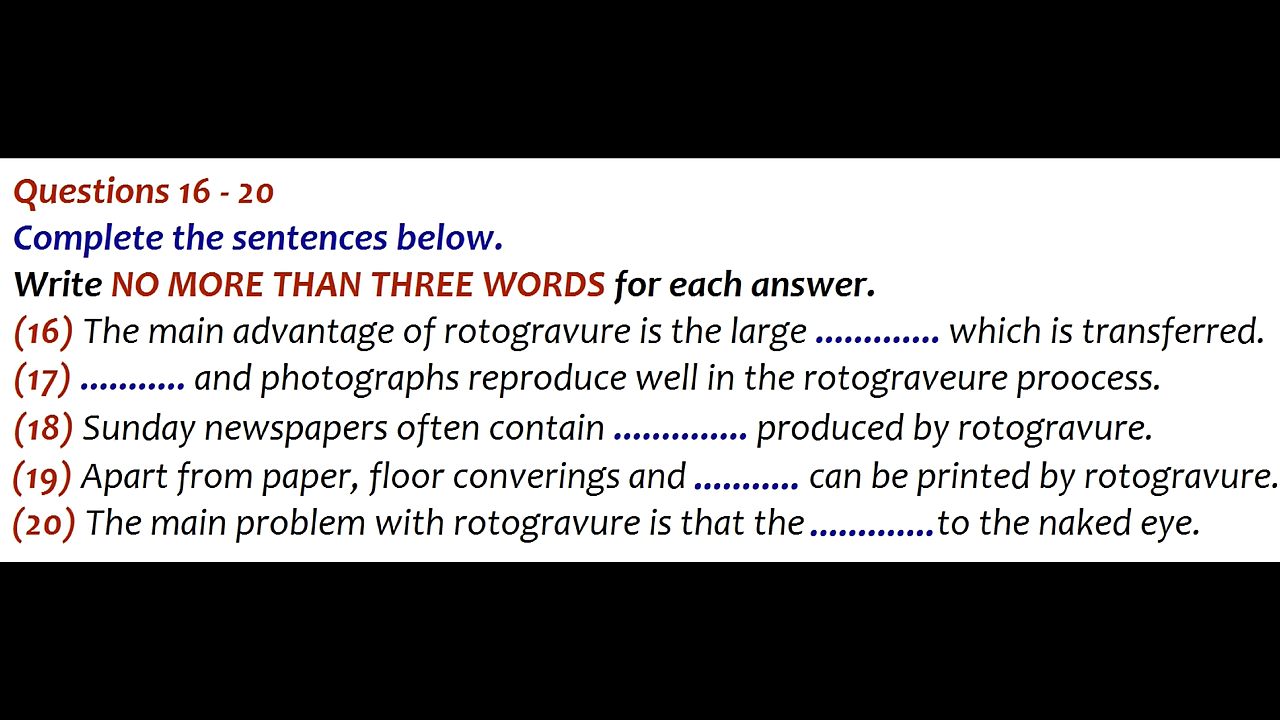 Questions 16 - 20
Complete the sentences below.
Write NO MORE THAN THREE WORDS for each answer.
(16) The main advantage of rotogravure is the large ............. which is transferred.
(17) ........... and photographs reproduce well in the rotograveure proocess.
(18) Sunday newspapers often contain .............. produced by rotogravure.
(19) Apart from paper, floor converings and ........... can be printed by rotogravure.
(20) The main problem with rotogravure is that the ............. to the naked eye.